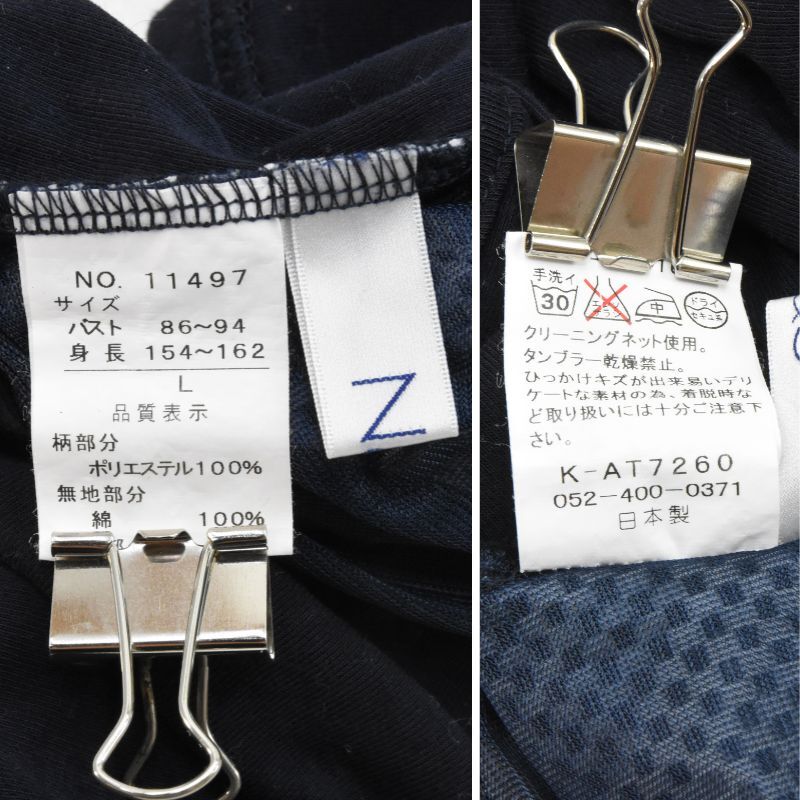 NO. 11497
サイズ
バスト 86〜94
身長 154〜162
L
品質表示
柄部分
ポリエステル100%
無地部分
綿 100%
Z
手洗イ
30
エンソ
サラシ
中
ドライ
セキユ系
クリーニングネット使用。
タンブラー乾燥禁止。
ひっかけキズが出来易いデリ
ケートな素材の為、着脱時な
ど取り扱いには十分ご注意下
さい。
K-AT7260
052-400-0371
日本製